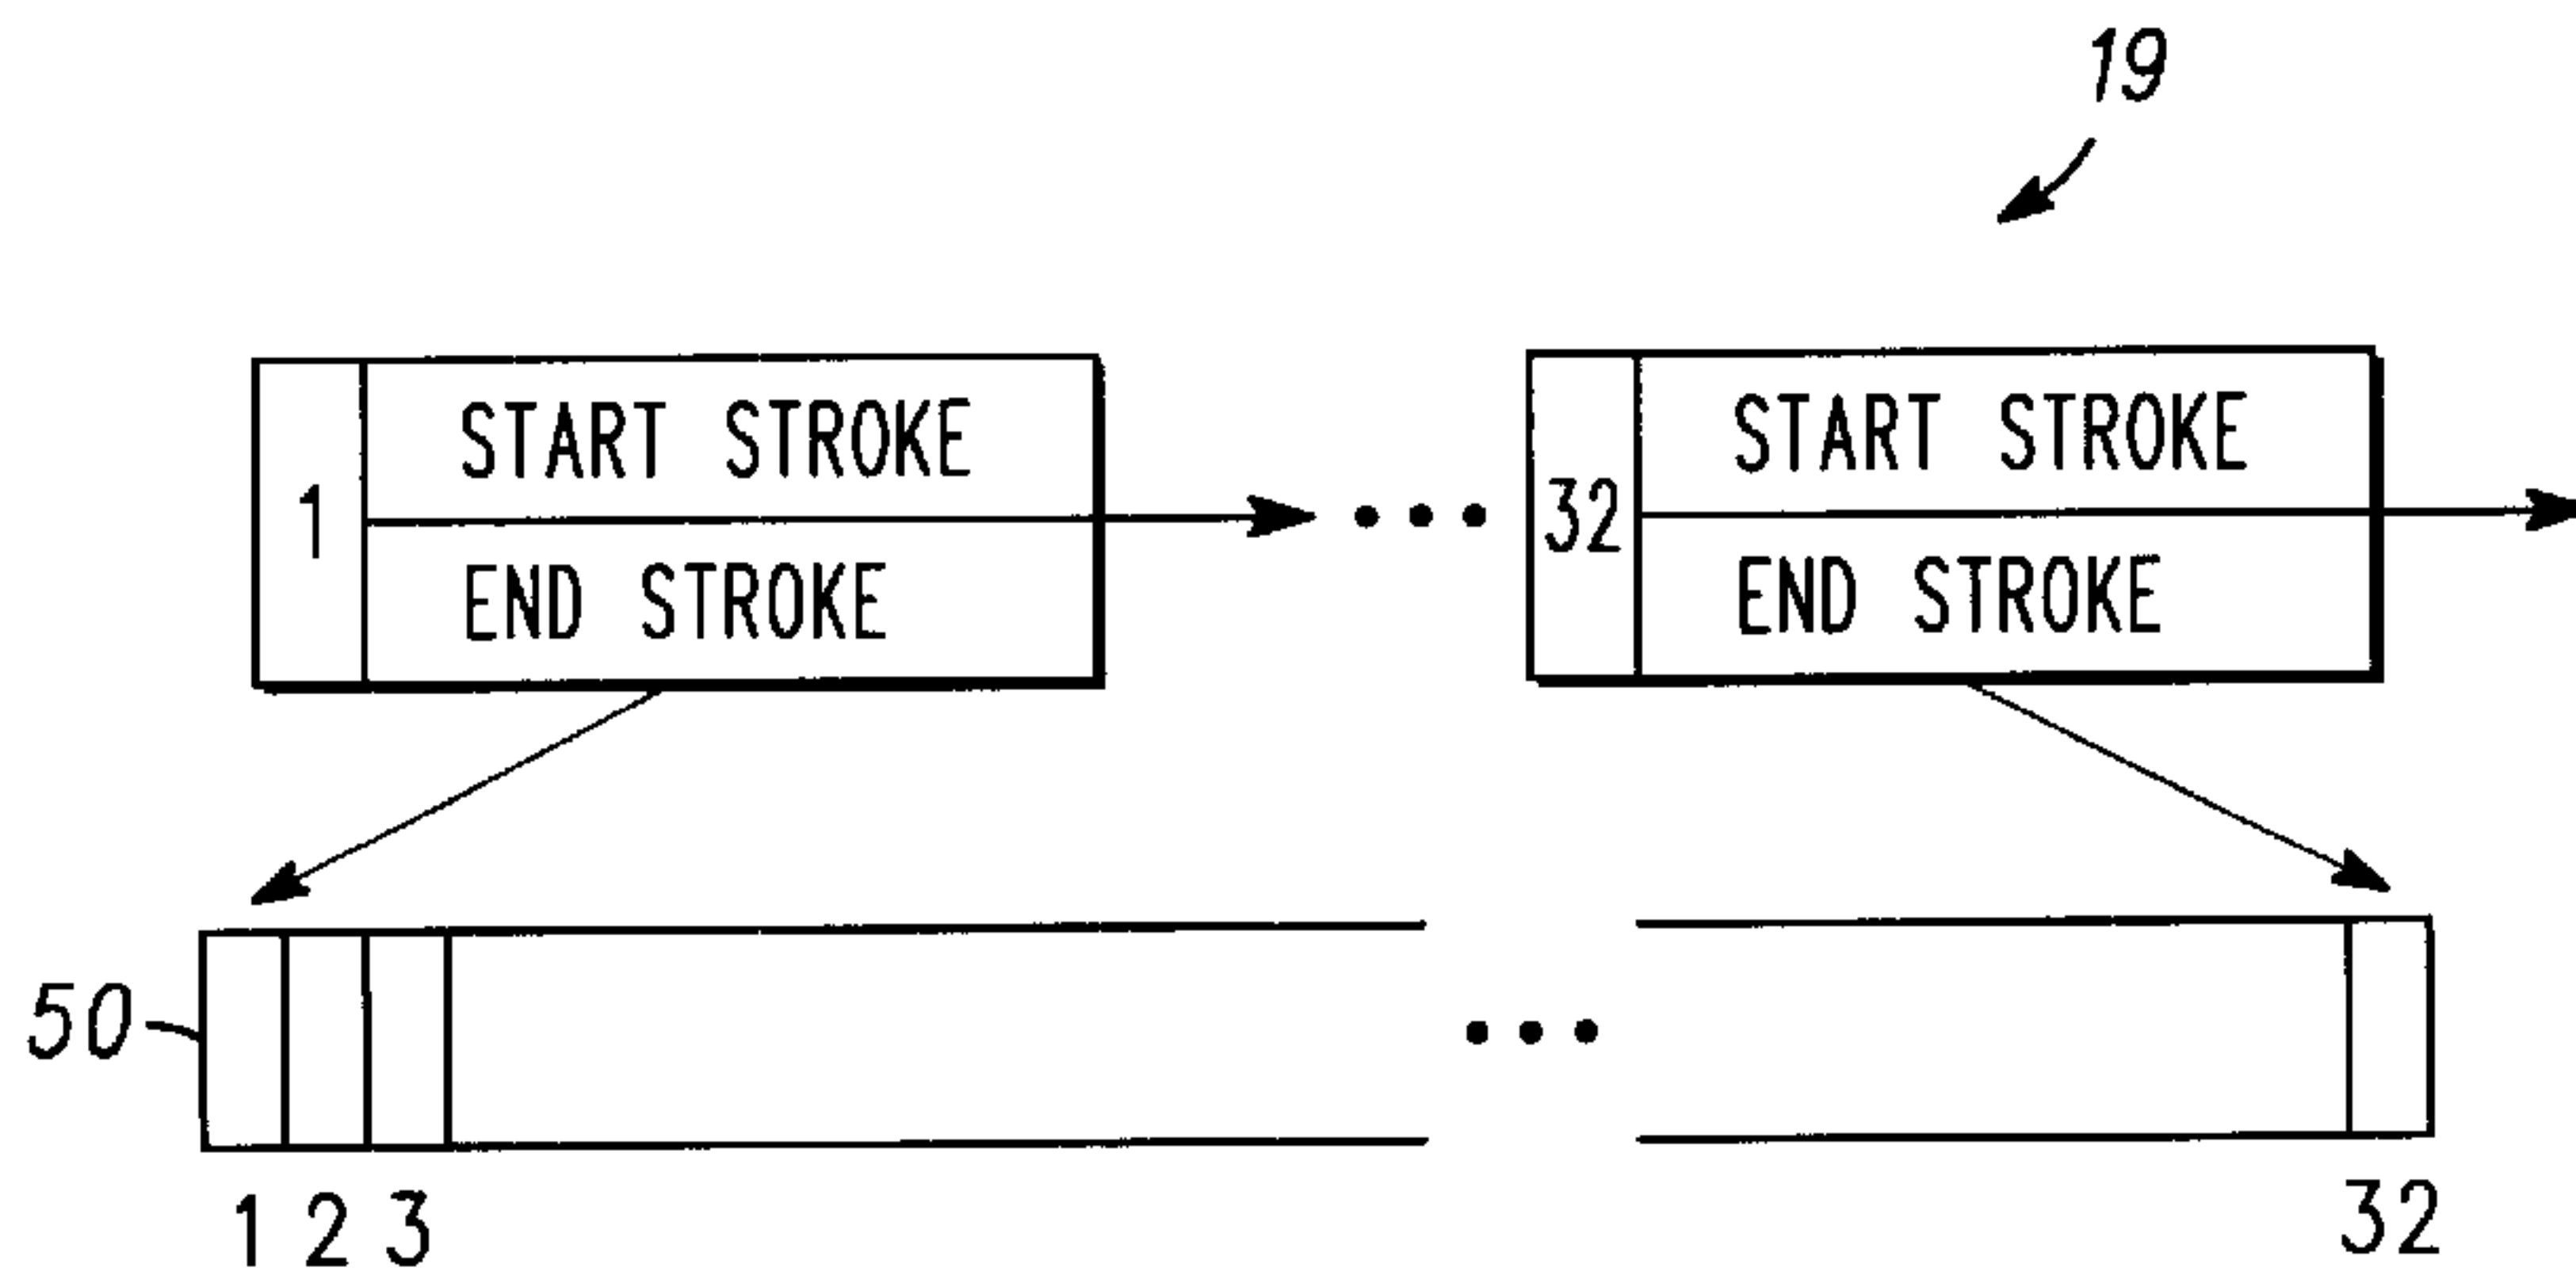 19
1 START STROKE
END STROKE
32 START STROKE
END STROKE
50
1 2 3 32